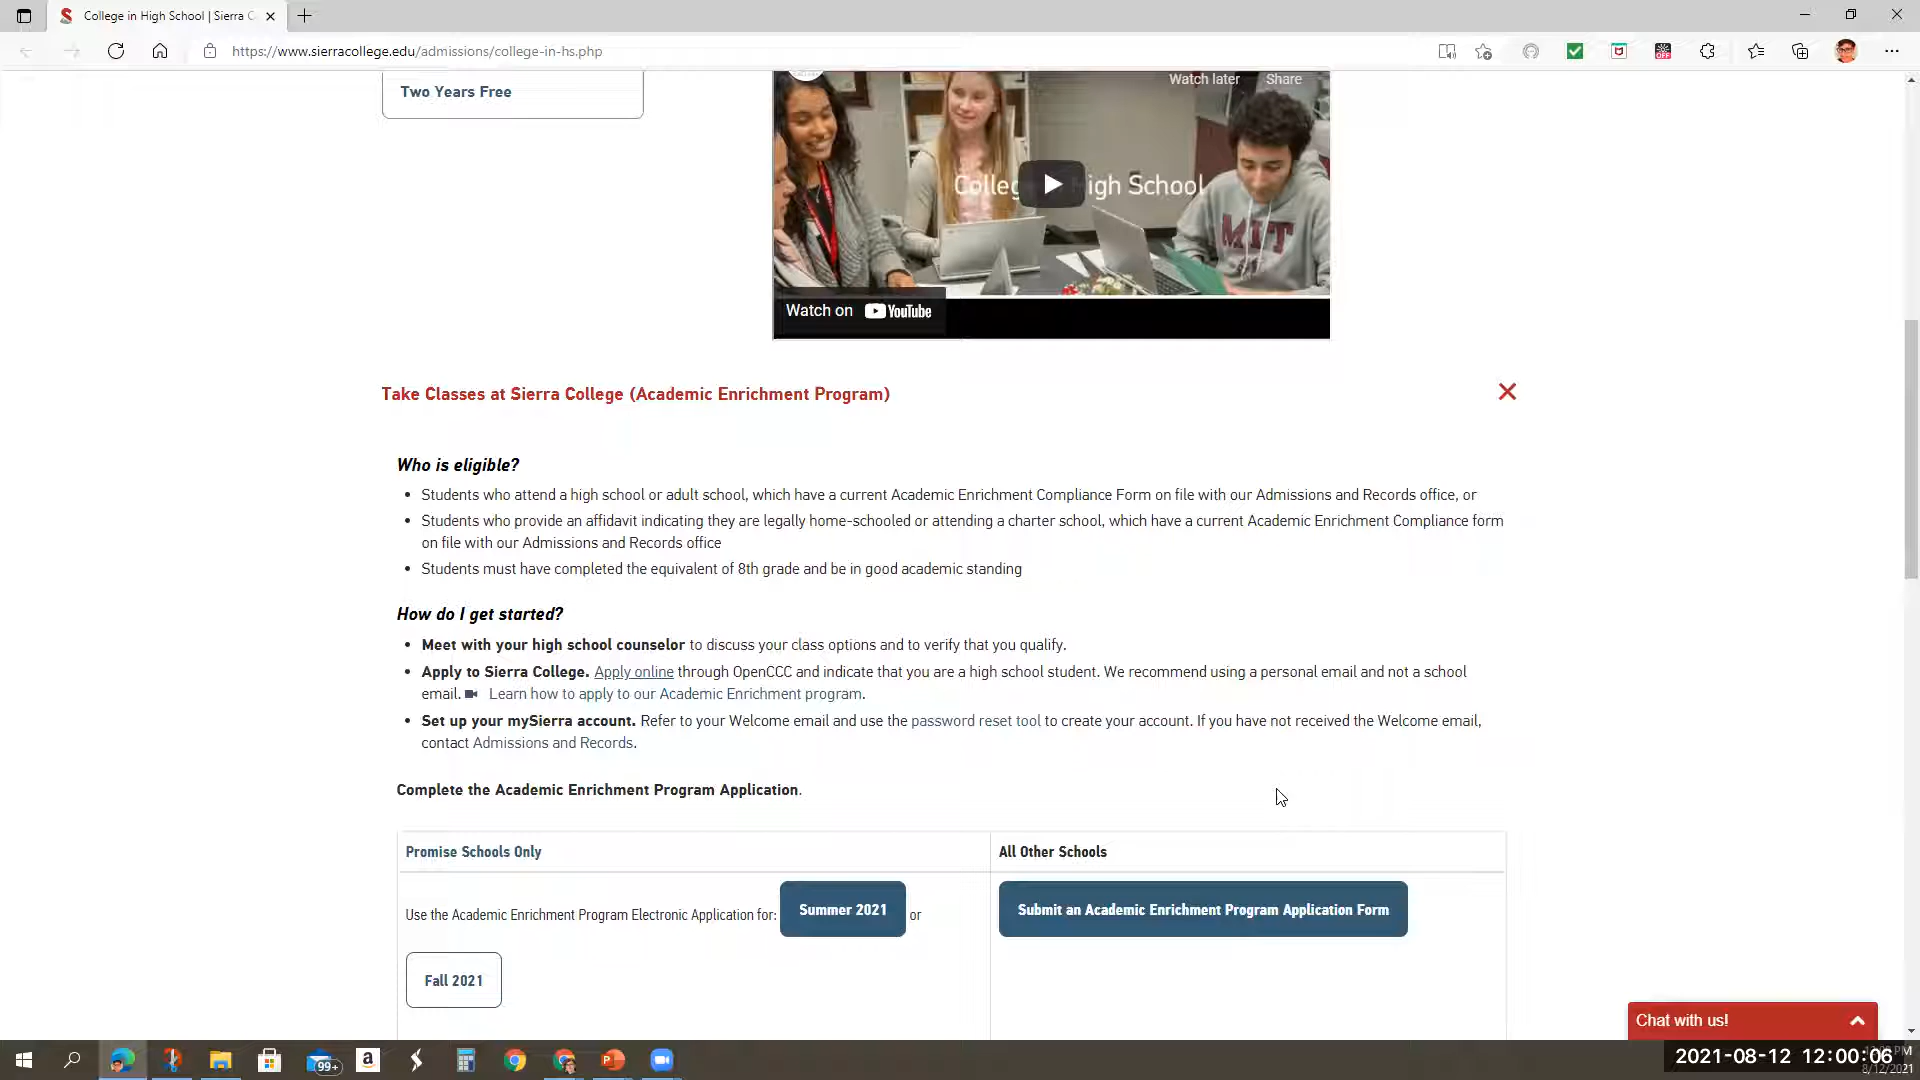 College in High School | Sierra C
https://www.sierracollege.edu/admissions/college-in-hs.php
OFF
Two Years Free
Watch later
Share
College High School
MIT
Watch on YouTube
Take Classes at Sierra College (Academic Enrichment Program)
Who is eligible?
• Students who attend a high school or adult school, which have a current Academic Enrichment Compliance Form on file with our Admissions and Records office, or
• Students who provide an affidavit indicating they are legally home-schooled or attending a charter school, which have a current Academic Enrichment Compliance form
on file with our Admissions and Records office
• Students must have completed the equivalent of 8th grade and be in good academic standing
How do I get started?
• Meet with your high school counselor to discuss your class options and to verify that you qualify.
• Apply to Sierra College. Apply online through OpenCCC and indicate that you are a high school student. We recommend using a personal email and not a school
email. Learn how to apply to our Academic Enrichment program.
• Set up your mySierra account. Refer to your Welcome email and use the password reset tool to create your account. If you have not received the Welcome email,
contact Admissions and Records.
Complete the Academic Enrichment Program Application.
Promise Schools Only
All Other Schools
Use the Academic Enrichment Program Electronic Application for: Summer 2021 or
Submit an Academic Enrichment Program Application Form
Fall 2021
Chat with us!
99+
2021-08-12 12:00:06
PM
8/12/2021